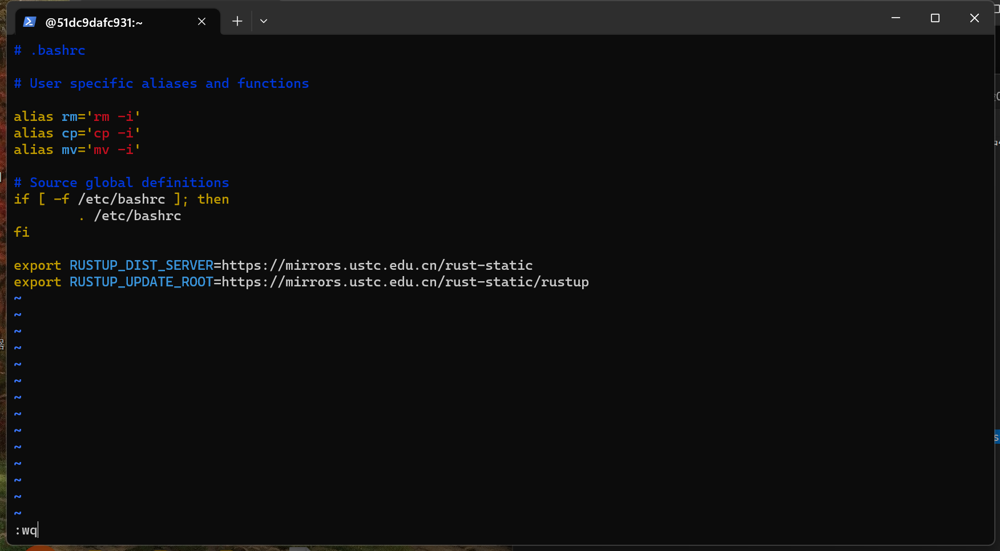 @51dc9dafc931:~
# .bashrc
# User specific aliases and functions
alias rm='rm -i'
alias cp='cp -i'
alias mv='mv -i'
# Source global definitions
if [ -f /etc/bashrc ]; then
        . /etc/bashrc
fi
export RUSTUP_DIST_SERVER=https://mirrors.ustc.edu.cn/rust-static
export RUSTUP_UPDATE_ROOT=https://mirrors.ustc.edu.cn/rust-static/rustup
~
~
~
~
~
~
~
~
~
~
~
~
~
~
:wq